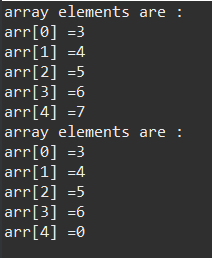 array elements are :
arr[0] =3
arr[1] =4
arr[2] =5
arr[3] =6
arr[4] =7
array elements are :
arr[0] =3
arr[1] =4
arr[2] =5
arr[3] =6
arr[4] =0